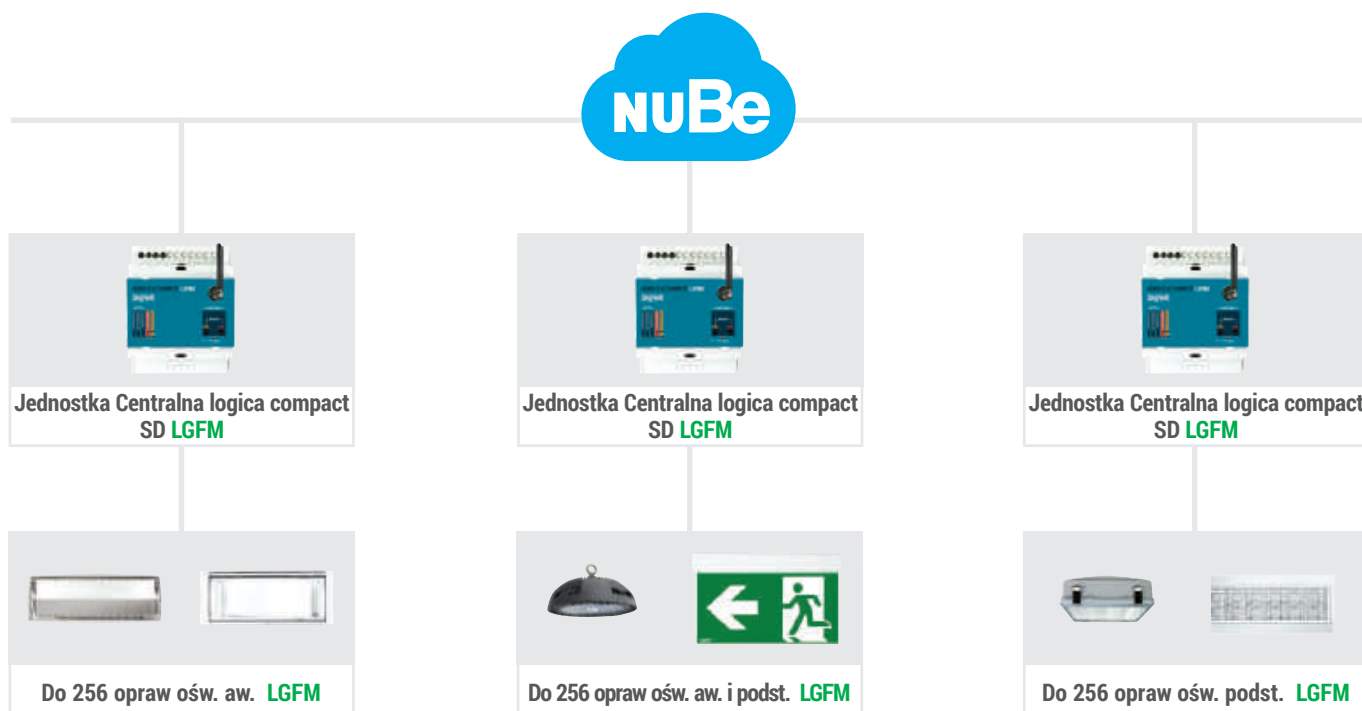 NUBe
Jednostka Centralna logica compact
SD LGFM
Jednostka Centralna logica compact
SD LGFM
Jednostka Centralna logica compact
SD LGFM
Do 256 opraw ośw. aw. LGFM
Do 256 opraw ośw. aw. i podst. LGFM
Do 256 opraw ośw. podst. LGFM